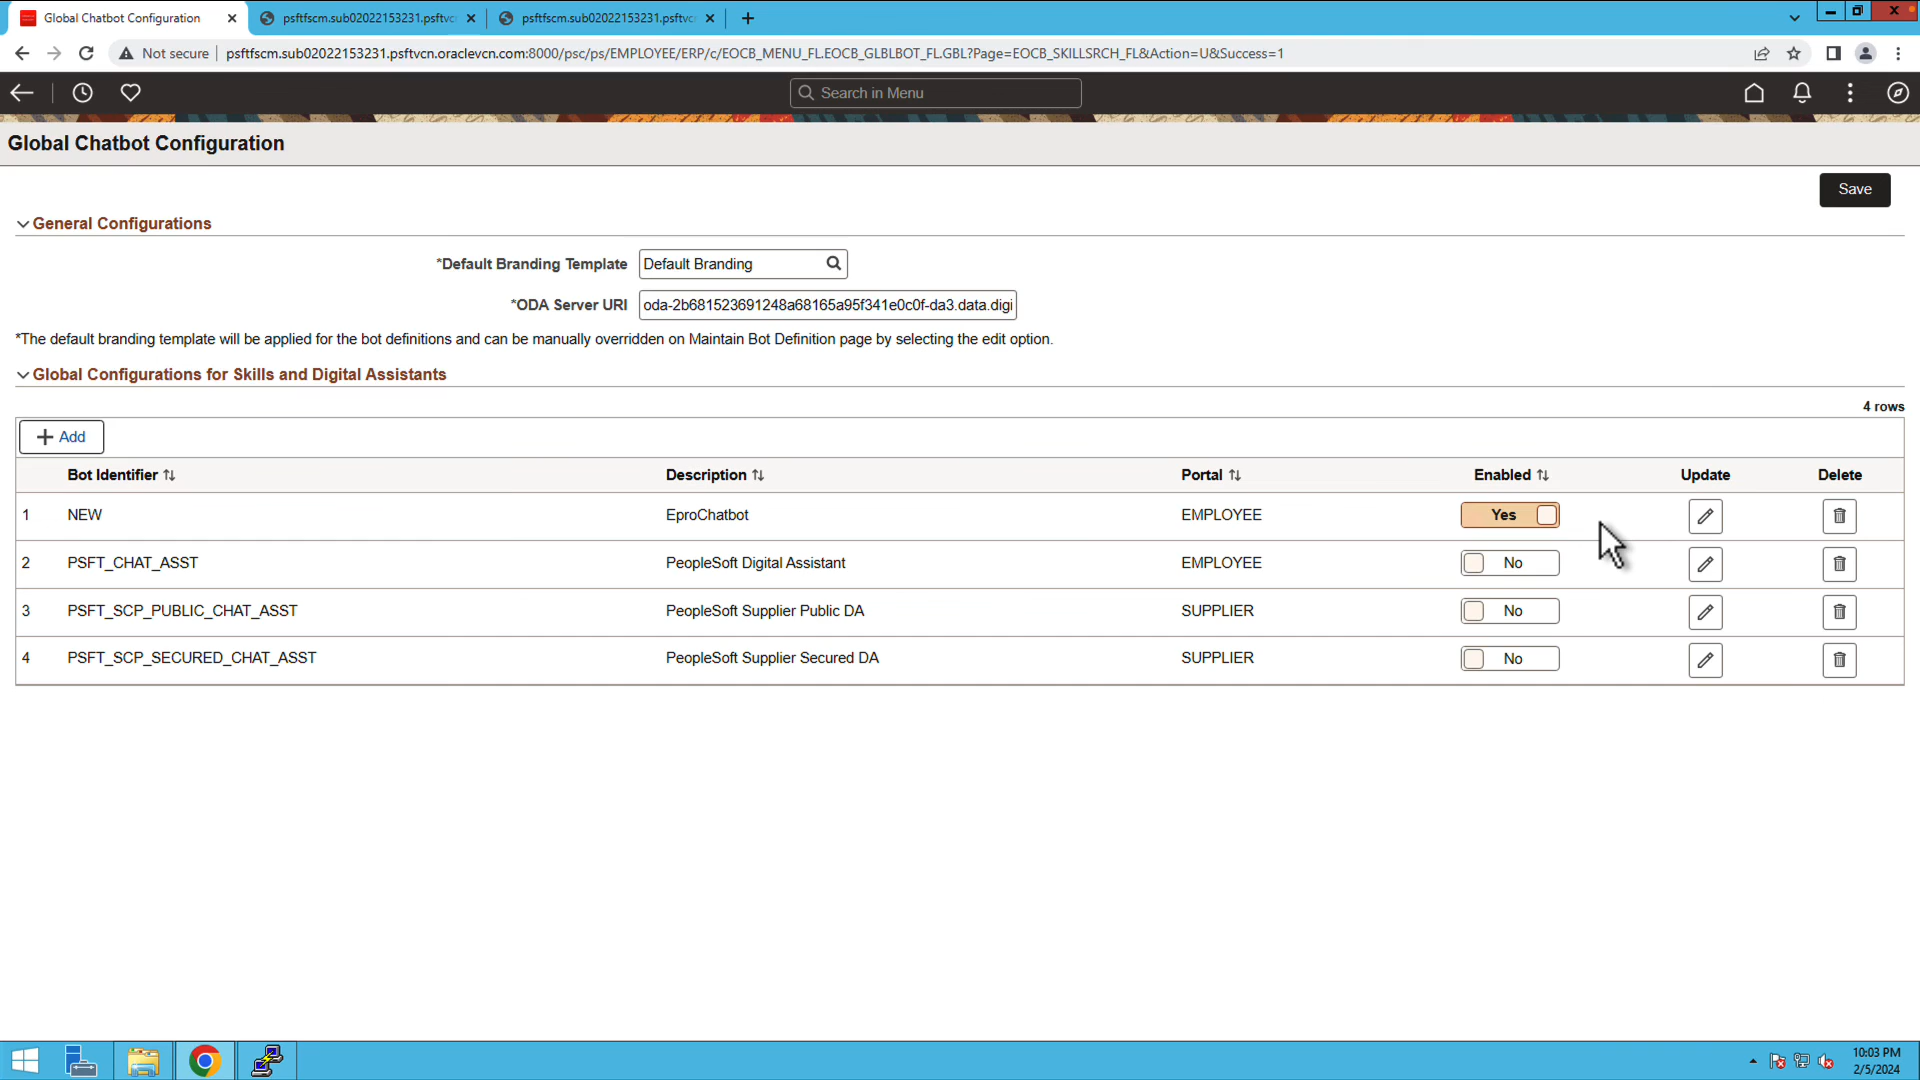 Global Chatbot Configuration
psftfscm.sub02022153231.psftvc
psftfscm.sub02022153231.psftvc
Not secure
psftfscm.sub02022153231.psftvcn.oraclevcn.com:8000/psc/ps/EMPLOYEE/ERP/c/EOCB_MENU_FL.EOCB_GLBLBOT_FL.GBL?Page=EOCB_SKILLSRCH_FL&Action=U&Success=1
Search in Menu
Global Chatbot Configuration
Save
General Configurations
*Default Branding Template Default Branding
*ODA Server URI oda-2b681523691248a68165a95f341e0c0f-da3.data.digi
*The default branding template will be applied for the bot definitions and can be manually overridden on Maintain Bot Definition page by selecting the edit option.
Global Configurations for Skills and Digital Assistants
4 rows
Add
Bot Identifier Description Portal Enabled Update Delete
1 NEW EproChatbot EMPLOYEE Yes
2 PSFT_CHAT_ASST PeopleSoft Digital Assistant EMPLOYEE No
3 PSFT_SCP_PUBLIC_CHAT_ASST PeopleSoft Supplier Public DA SUPPLIER No
4 PSFT_SCP_SECURED_CHAT_ASST PeopleSoft Supplier Secured DA SUPPLIER No
10:03 PM
2/5/2024